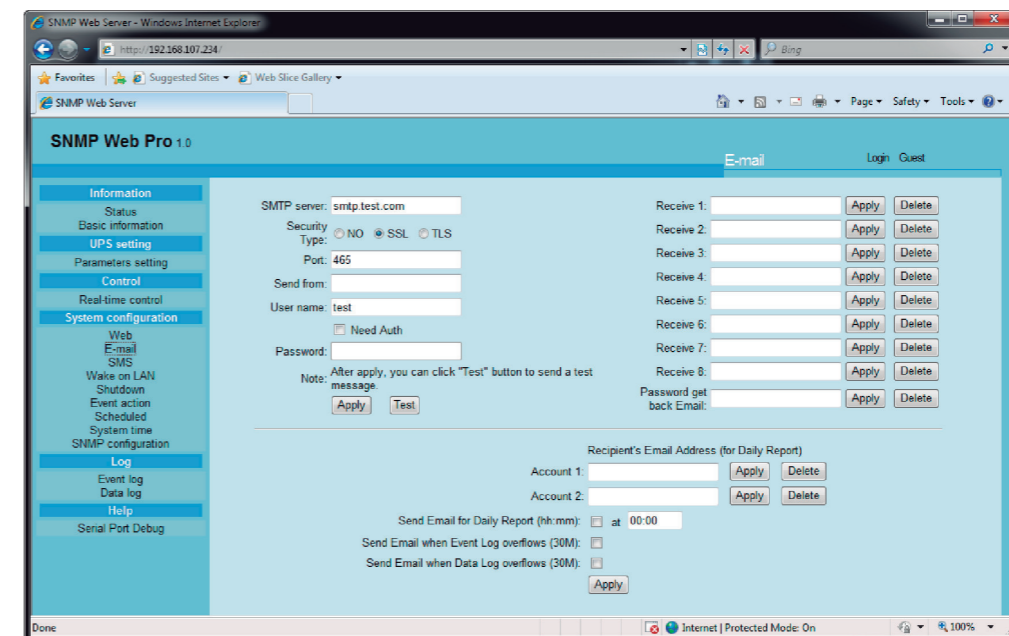 SNMP Web Server - Windows Internet Explorer
http://192.168.107.234/
Bing
Favorites Suggested Sites Web Slice Gallery
SNMP Web Server
Page Safety Tools
SNMP Web Pro 1.0
E-mail
Login Guest
Information
Status
Basic information
UPS setting
Parameters setting
Control
Real-time control
System configuration
Web
E-mail
SMS
Wake on LAN
Shutdown
Event action
Scheduled
System time
SNMP configuration
Log
Event log
Data log
Help
Serial Port Debug
SMTP server: smtp.test.com
Security Type: NO SSL TLS
Port: 465
Send from:
User name: test
Need Auth
Password:
Note: After apply, you can click "Test" button to send a test message.
Apply Test
Receive 1: Apply Delete
Receive 2: Apply Delete
Receive 3: Apply Delete
Receive 4: Apply Delete
Receive 5: Apply Delete
Receive 6: Apply Delete
Receive 7: Apply Delete
Receive 8: Apply Delete
Password get back Email: Apply Delete
Recipient's Email Address (for Daily Report)
Account 1: Apply Delete
Account 2: Apply Delete
Send Email for Daily Report (hh:mm): at 00:00
Send Email when Event Log overflows (30M):
Send Email when Data Log overflows (30M):
Apply
Done
Internet | Protected Mode: On
100%